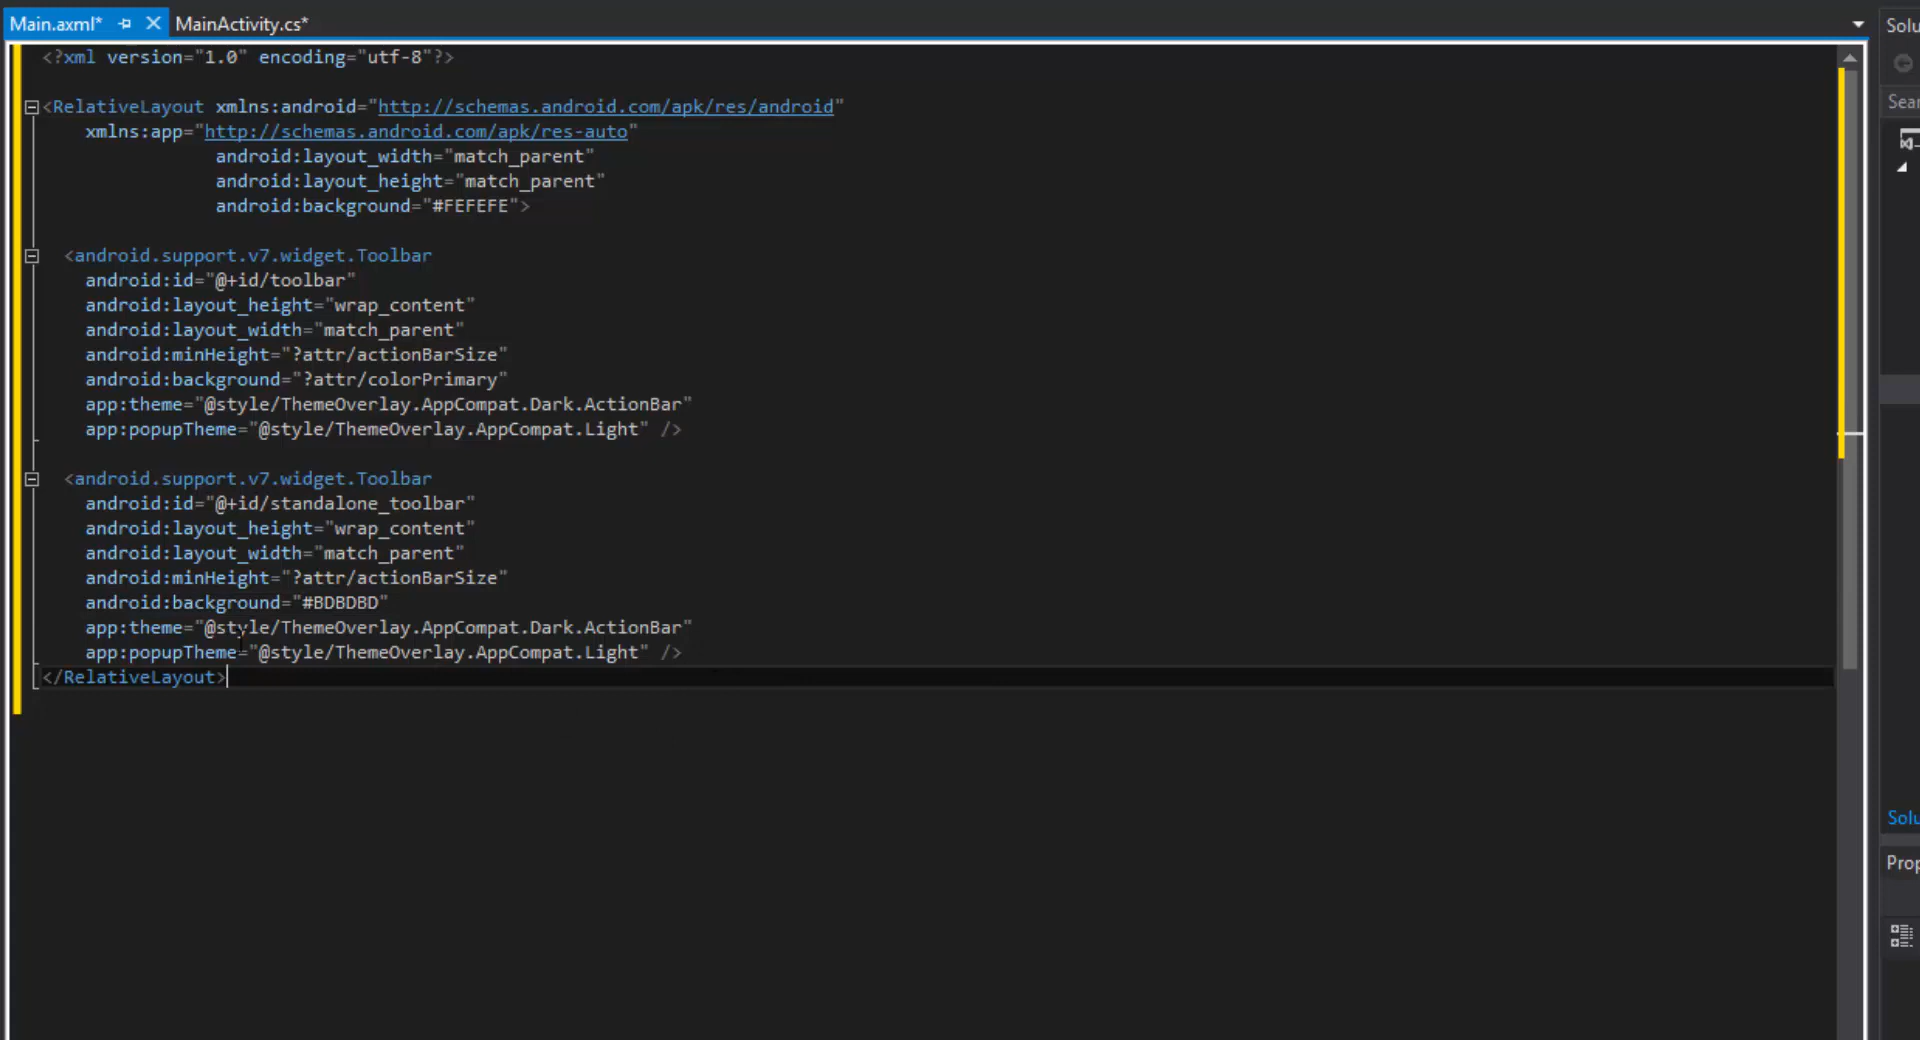 Main.axml*
MainActivity.cs*
Solu
<?xml version="1.0" encoding="utf-8"?>
<RelativeLayout xmlns:android="http://schemas.android.com/apk/res/android"
xmlns:app="http://schemas.android.com/apk/res-auto"
android:layout_width="match_parent"
android:layout_height="match_parent"
android:background="#FEFEFE">
<android.support.v7.widget.Toolbar
android:id="@+id/toolbar"
android:layout_height="wrap_content"
android:layout_width="match_parent"
android:minHeight="?attr/actionBarSize"
android:background="?attr/colorPrimary"
app:theme="@style/ThemeOverlay.AppCompat.Dark.ActionBar"
app:popupTheme="@style/ThemeOverlay.AppCompat.Light" />
<android.support.v7.widget.Toolbar
android:id="@+id/standalone_toolbar"
android:layout_height="wrap_content"
android:layout_width="match_parent"
android:minHeight="?attr/actionBarSize"
android:background="#BDBDBD"
app:theme="@style/ThemeOverlay.AppCompat.Dark.ActionBar"
app:popupTheme="@style/ThemeOverlay.AppCompat.Light" />
</RelativeLayout>
Sear
Solu
Prop